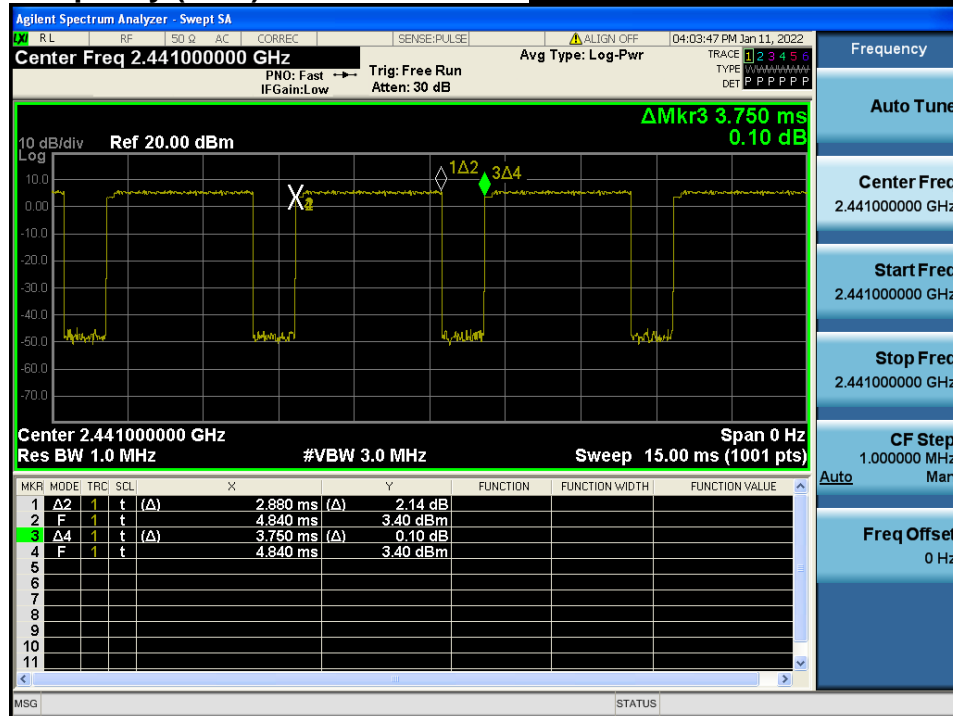 Agilent Spectrum Analyzer - Swept SA
RL RF 50 Ω AC CORREC SENSE:PULSE ALIGN OFF 04:03:47 PM Jan 11, 2022
Center Freq 2.441000000 GHz
PNO: Fast
IFGain:Low
Trig: Free Run
Atten: 30 dB
Avg Type: Log-Pwr
TRACE 1 2 3 4 5 6
TYPE
DET P P P P P P
ΔMkr3 3.750 ms
0.10 dB
10 dB/div Ref 20.00 dBm
Log
10.0
0.00
-10.0
-20.0
-30.0
-40.0
-50.0
-60.0
-70.0
1Δ2
3Δ4
Center 2.441000000 GHz Span 0 Hz
Res BW 1.0 MHz #VBW 3.0 MHz Sweep 15.00 ms (1001 pts)
MKR MODE TRC SCL X Y FUNCTION FUNCTION WIDTH FUNCTION VALUE
1 Δ2 1 t (Δ) 2.880 ms (Δ) 2.14 dB
2 F 1 t 4.840 ms 3.40 dBm
3 Δ4 1 t (Δ) 3.750 ms (Δ) 0.10 dB
4 F 1 t 4.840 ms 3.40 dBm
5
6
7
8
9
10
11
MSG STATUS
Frequency
Auto Tune
Center Freq
2.441000000 GHz
Start Freq
2.441000000 GHz
Stop Freq
2.441000000 GHz
CF Step
1.000000 MHz
Auto Man
Freq Offset
0 Hz